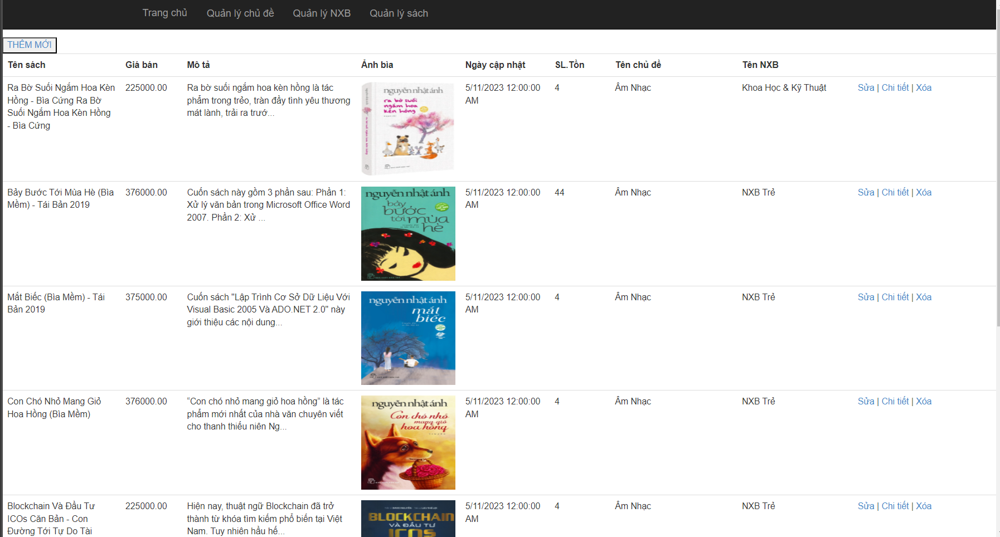 Trang chủ Quản lý chủ đề Quản lý NXB Quản lý sách
THÊM MỚI
Tên sách Giá bán Mô tả Ảnh bìa Ngày cập nhật SL.Tồn Tên chủ đề Tên NXB
Ra Bờ Suối Ngắm Hoa Kèn
Hồng - Bìa Cứng Ra Bờ
Suối Ngắm Hoa Kèn Hồng
- Bìa Cứng
225000.00
Ra bờ suối ngắm hoa kèn hồng là tác
phẩm trong trẻo, tràn đầy tình yêu thương
mát lành, trải ra trướ...
nguyễn nhật ánh
ra bờ suối
ngắm hoa
kèn hồng
5/11/2023 12:00:00
AM
4
Âm Nhạc
Khoa Học & Kỹ Thuật
Sửa | Chi tiết | Xóa
Bảy Bước Tới Mùa Hè (Bìa
Mềm) - Tái Bản 2019
376000.00
Cuốn sách này gồm 3 phần sau: Phần 1:
Xử lý văn bản trong Microsoft Office Word
2007. Phần 2: Xử ...
nguyễn nhật ánh
bảy
bước
tới mùa
hè
5/11/2023 12:00:00
AM
44
Âm Nhạc
NXB Trẻ
Sửa | Chi tiết | Xóa
Mắt Biếc (Bìa Mềm) - Tái
Bản 2019
375000.00
Cuốn sách "Lập Trình Cơ Sở Dữ Liệu Với
Visual Basic 2005 Và ADO.NET 2.0" này
giới thiệu các nội dung...
nguyễn nhật ánh
mắt
biếc
5/11/2023 12:00:00
AM
4
Âm Nhạc
NXB Trẻ
Sửa | Chi tiết | Xóa
Con Chó Nhỏ Mang Giỏ
Hoa Hồng (Bìa Mềm)
376000.00
“Con chó nhỏ mang giỏ hoa hồng” là tác
phẩm mới nhất của nhà văn chuyên viết
cho thanh thiếu niên Ng...
nguyễn nhật ánh
Con chó nhỏ
mang giỏ
hoa hồng
5/11/2023 12:00:00
AM
4
Âm Nhạc
NXB Trẻ
Sửa | Chi tiết | Xóa
Blockchain Và Đầu Tư
ICOs Căn Bản - Con
Đường Tới Tự Do Tài
225000.00
Hiện nay, thuật ngữ Blockchain đã trở
thành từ khóa tìm kiếm phổ biến tại Việt
Nam. Tuy nhiên hầu hế...
BLOCKCHAIN
VÀ ĐẦU TƯ
ICOs
5/11/2023 12:00:00
AM
4
Âm Nhạc
NXB Trẻ
Sửa | Chi tiết | Xóa